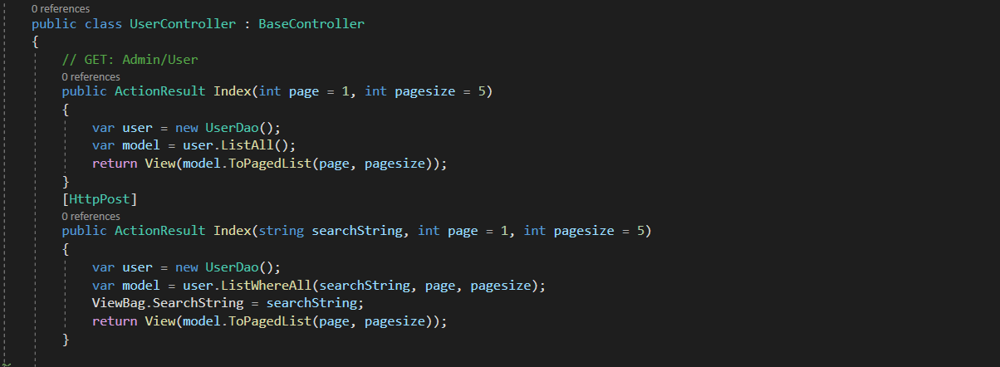 0 references
public class UserController : BaseController
{
// GET: Admin/User
0 references
public ActionResult Index(int page = 1, int pagesize = 5)
{
var user = new UserDao();
var model = user.ListAll();
return View(model.ToPagedList(page, pagesize));
}
[HttpPost]
0 references
public ActionResult Index(string searchString, int page = 1, int pagesize = 5)
{
var user = new UserDao();
var model = user.ListWhereAll(searchString, page, pagesize);
ViewBag.SearchString = searchString;
return View(model.ToPagedList(page, pagesize));
}